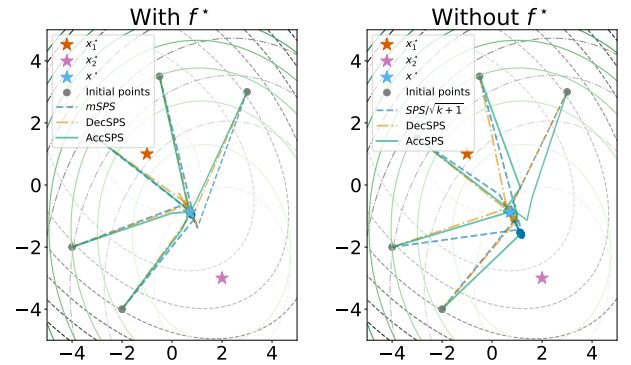 With f*
4
2
0
−2
−4
−4 −2 0 2 4
x₁*
x₂*
x*
Initial points
mSPS
DecSPS
AccSPS
Without f*
4
2
0
−2
−4
−4 −2 0 2 4
x₁*
x₂*
x*
Initial points
SPS/√k+1
DecSPS
AccSPS